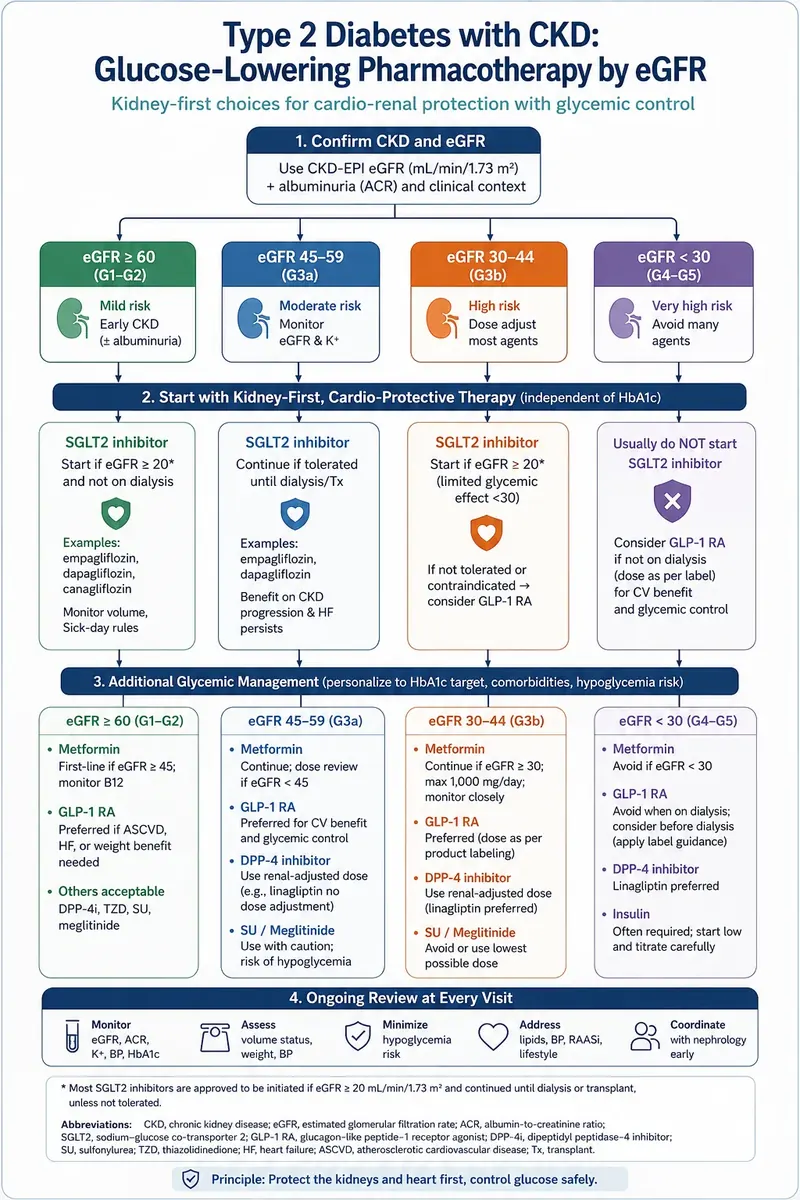 Type 2 Diabetes with CKD:
Glucose-Lowering Pharmacotherapy by eGFR
Kidney-first choices for cardio-renal protection with glycemic control
1. Confirm CKD and eGFR
Use CKD-EPI eGFR (mL/min/1.73 m²)
+ albuminuria (ACR) and clinical context
eGFR ≥ 60
(G1–G2)
Mild risk
Early CKD
(± albuminuria)
eGFR 45–59
(G3a)
Moderate risk
Monitor
eGFR & K⁺
eGFR 30–44
(G3b)
High risk
Dose adjust
most agents
eGFR < 30
(G4–G5)
Very high risk
Avoid many
agents
2. Start with Kidney-First, Cardio-Protective Therapy (independent of HbA1c)
SGLT2 inhibitor
Start if eGFR ≥ 20*
and not on dialysis
Examples:
empagliflozin,
dapagliflozin,
canagliflozin
Monitor volume,
Sick-day rules
SGLT2 inhibitor
Continue if tolerated
until dialysis/Tx
Examples:
empagliflozin,
dapagliflozin
Benefit on CKD
progression & HF
persists
SGLT2 inhibitor
Start if eGFR ≥ 20*
(limited glycemic
effect <30)
If not tolerated or
contraindicated →
consider GLP-1 RA
Usually do NOT start
SGLT2 inhibitor
Consider GLP-1 RA
if not on dialysis
(dose as per label)
for CV benefit
and glycemic control
3. Additional Glycemic Management (personalize to HbA1c target, comorbidities, hypoglycemia risk)
eGFR ≥ 60 (G1–G2)
• Metformin
First-line if eGFR ≥ 45;
monitor B12
• GLP-1 RA
Preferred if ASCVD,
HF, or weight benefit
needed
• Others acceptable
DPP-4i, TZD, SU,
meglitinide
eGFR 45–59 (G3a)
• Metformin
Continue; dose review
if eGFR < 45
• GLP-1 RA
Preferred for CV benefit
and glycemic control
• DPP-4 inhibitor
Use renal-adjusted dose
(e.g., linagliptin no
dose adjustment)
• SU / Meglitinide
Use with caution;
risk of hypoglycemia
eGFR 30–44 (G3b)
• Metformin
Continue if eGFR ≥ 30;
max 1,000 mg/day;
monitor closely
• GLP-1 RA
Preferred (dose as per
product labeling)
• DPP-4 inhibitor
Use renal-adjusted dose
(linagliptin preferred)
• SU / Meglitinide
Avoid or use lowest
possible dose
eGFR < 30 (G4–G5)
• Metformin
Avoid if eGFR < 30
• GLP-1 RA
Avoid when on dialysis;
consider before dialysis
(apply label guidance)
• DPP-4 inhibitor
Linagliptin preferred
• Insulin
Often required; start low
and titrate carefully
4. Ongoing Review at Every Visit
Monitor
eGFR, ACR,
K⁺, BP, HbA1c
Assess
volume status,
weight, BP
Minimize
hypoglycemia
risk
Address
lipids, BP, RAASi,
lifestyle
Coordinate
with nephrology
early
* Most SGLT2 inhibitors are approved to be initiated if eGFR ≥ 20 mL/min/1.73 m² and continued until dialysis or transplant,
unless not tolerated.
Abbreviations: CKD, chronic kidney disease; eGFR, estimated glomerular filtration rate; ACR, albumin-to-creatinine ratio;
SGLT2, sodium–glucose co-transporter 2; GLP-1 RA, glucagon-like peptide-1 receptor agonist; DPP-4i, dipeptidyl peptidase-4 inhibitor;
SU, sulfonylurea; TZD, thiazolidinedione; HF, heart failure; ASCVD, atherosclerotic cardiovascular disease; Tx, transplant.
Principle: Protect the kidneys and heart first, control glucose safely.